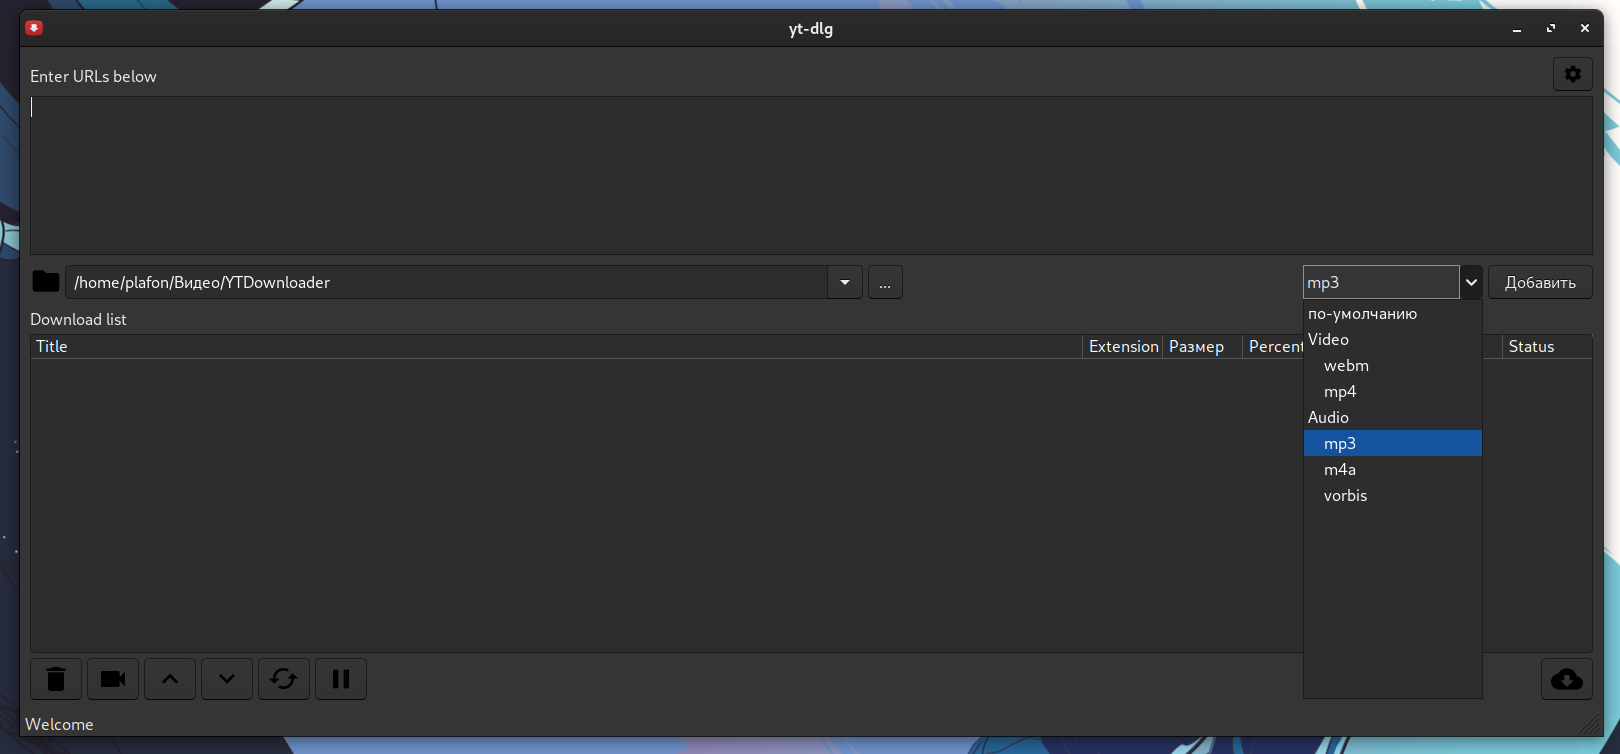 yt-dlg
Enter URLs below
/home/plafon/Видео/YTDownloader
...
mp3
Добавить
Download list
Title
Extension
Размер
Percent
Status
по-умолчанию
Video
webm
mp4
Audio
mp3
m4a
vorbis
Welcome